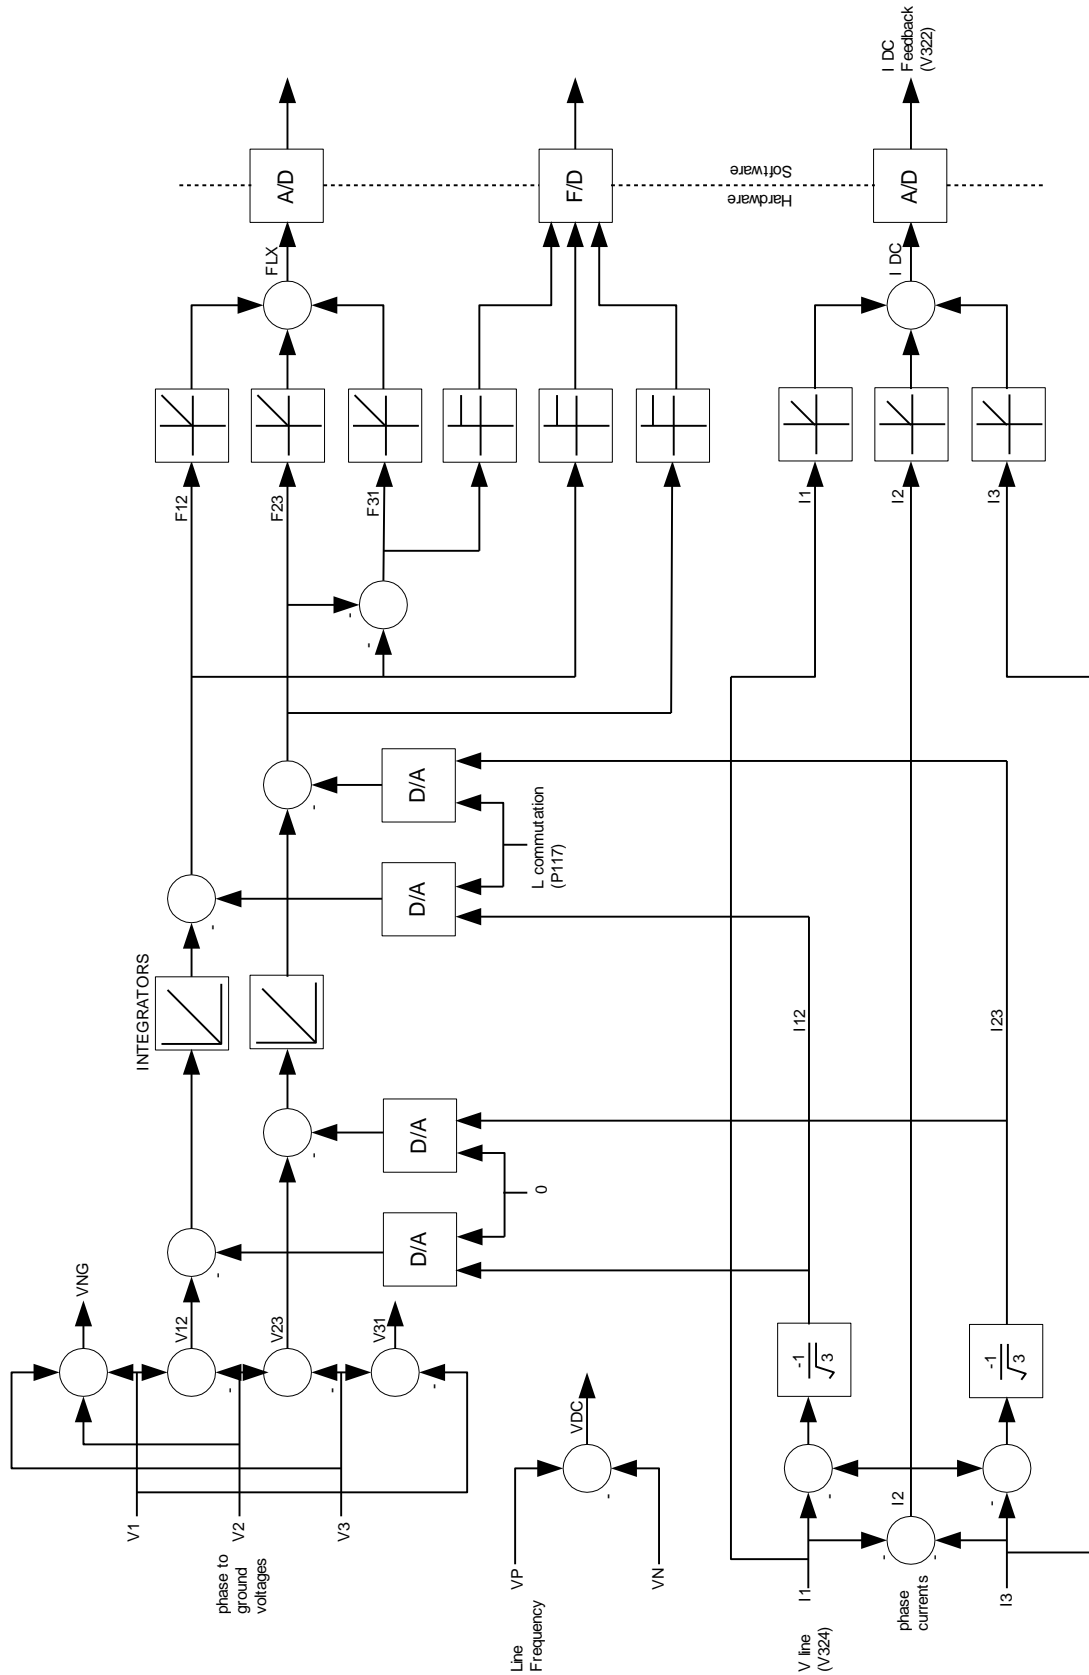 V1
V2
V3
phase to
ground
voltages
VNG
V12
V23
V31
INTEGRATORS
D/A
D/A
0
D/A
D/A
L commutation
(P117)
F12
F23
F31
FLX
A/D
F/D
Hardware
Software
VP
VN
Line
Frequency
VDC
V line
(V324)
I1
phase
currents
I3
I2
-1
√3
-1
√3
I12
I23
I1
I2
I3
I DC
A/D
I DC
Feedback
(V322)
-
-
-
-
-
-
-
-
-
-
-
-
-
-